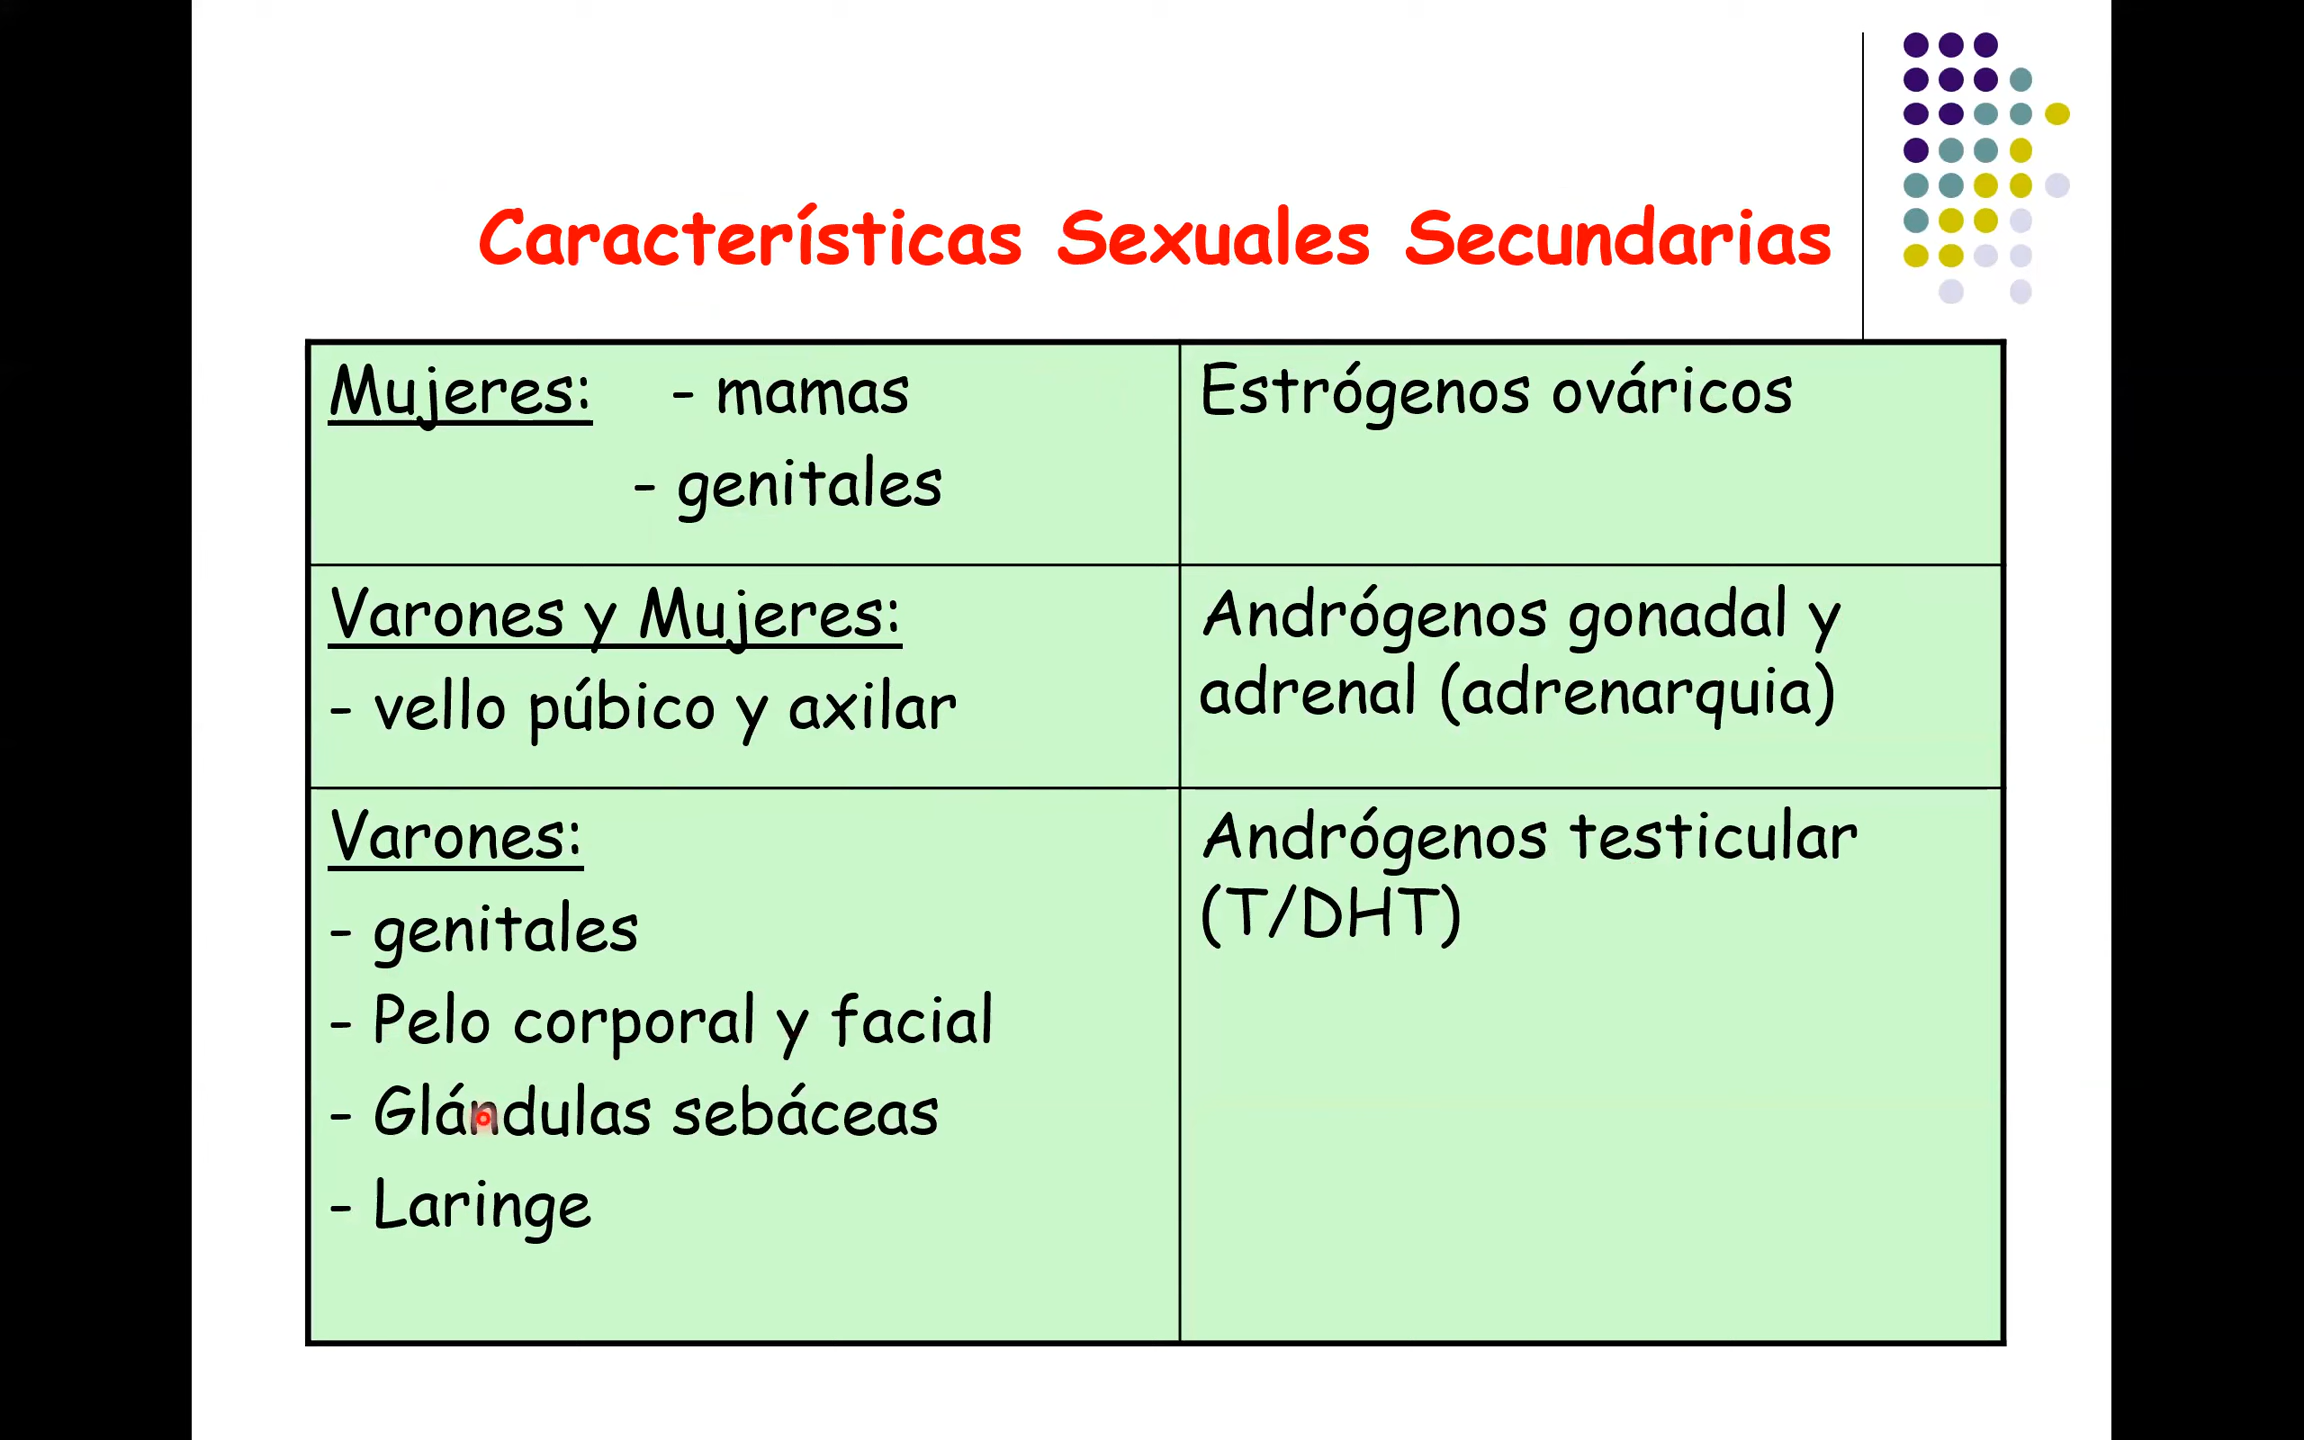 Características Sexuales Secundarias
Mujeres: - mamas
- genitales
Estrógenos ováricos
Varones y Mujeres:
- vello púbico y axilar
Andrógenos gonadal y
adrenal (adrenarquia)
Varones:
- genitales
- Pelo corporal y facial
- Glándulas sebáceas
- Laringe
Andrógenos testicular
(T/DHT)